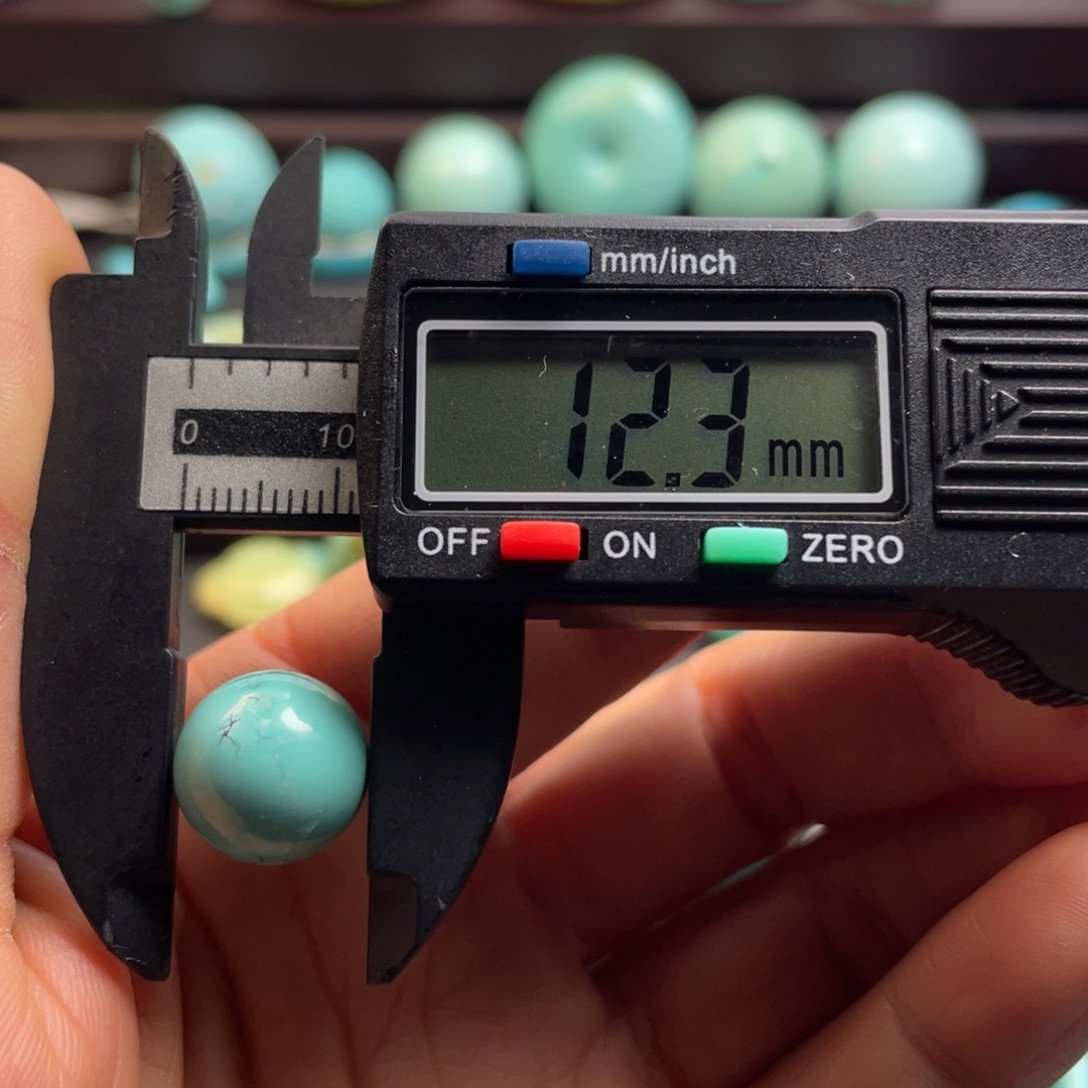 mm/inch
0 10
12.3 mm
OFF ON ZERO